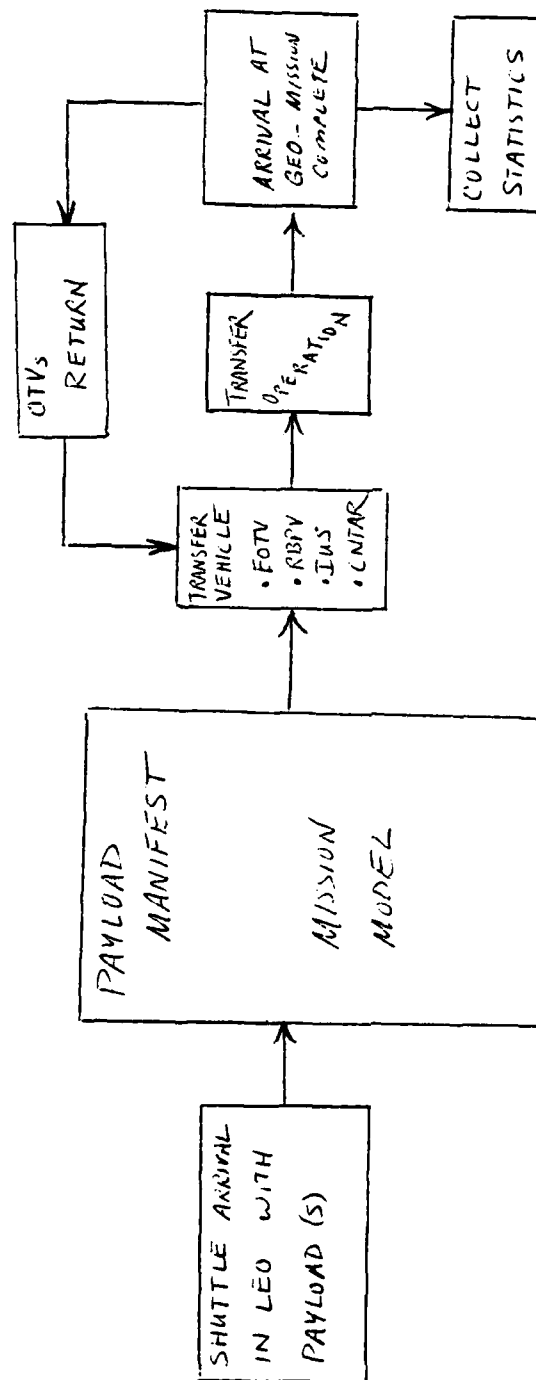 SHUTTLE ARRIVAL
IN LEO WITH
PAYLOAD (S)
PAYLOAD
MANIFEST
MISSION
MODEL
TRANSFER
VEHICLE
• EOTV
• RBPV
• IUS
• CNTAR
TRANSFER
OPERATION
ARRIVAL AT
GEO - MISSION
COMPLETE
OTVs
RETURN
COLLECT
STATISTICS